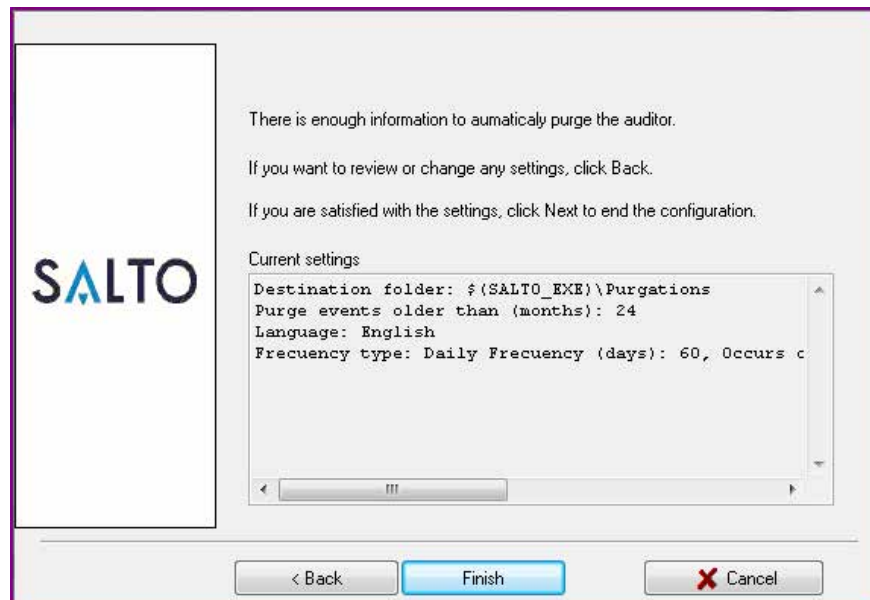 There is enough information to aumaticaly purge the auditor.
If you want to review or change any settings, click Back.
If you are satisfied with the settings, click Next to end the configuration.
SALTO
Current settings
Destination folder: $(SALTO_EXE)\Purgations
Purge events older than (months): 24
Language: English
Frecuency type: Daily Frecuency (days): 60, Occurs c
< Back
Finish
Cancel